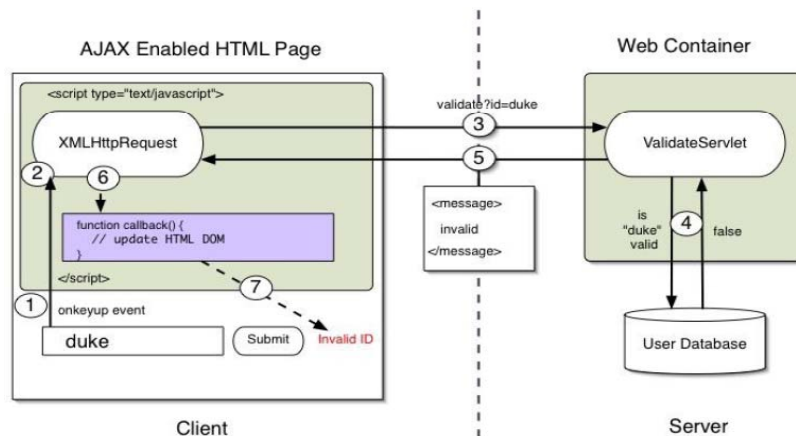 AJAX Enabled HTML Page
Web Container
<script type="text/javascript">
validate?id=duke
3
XMLHttpRequest
ValidateServlet
5
2
6
<message>
invalid
</message>
function callback() {
// update HTML DOM
}
is
"duke"
valid
4
false
</script>
7
1
onkeyup event
duke
Submit
Invalid ID
User Database
Client
Server